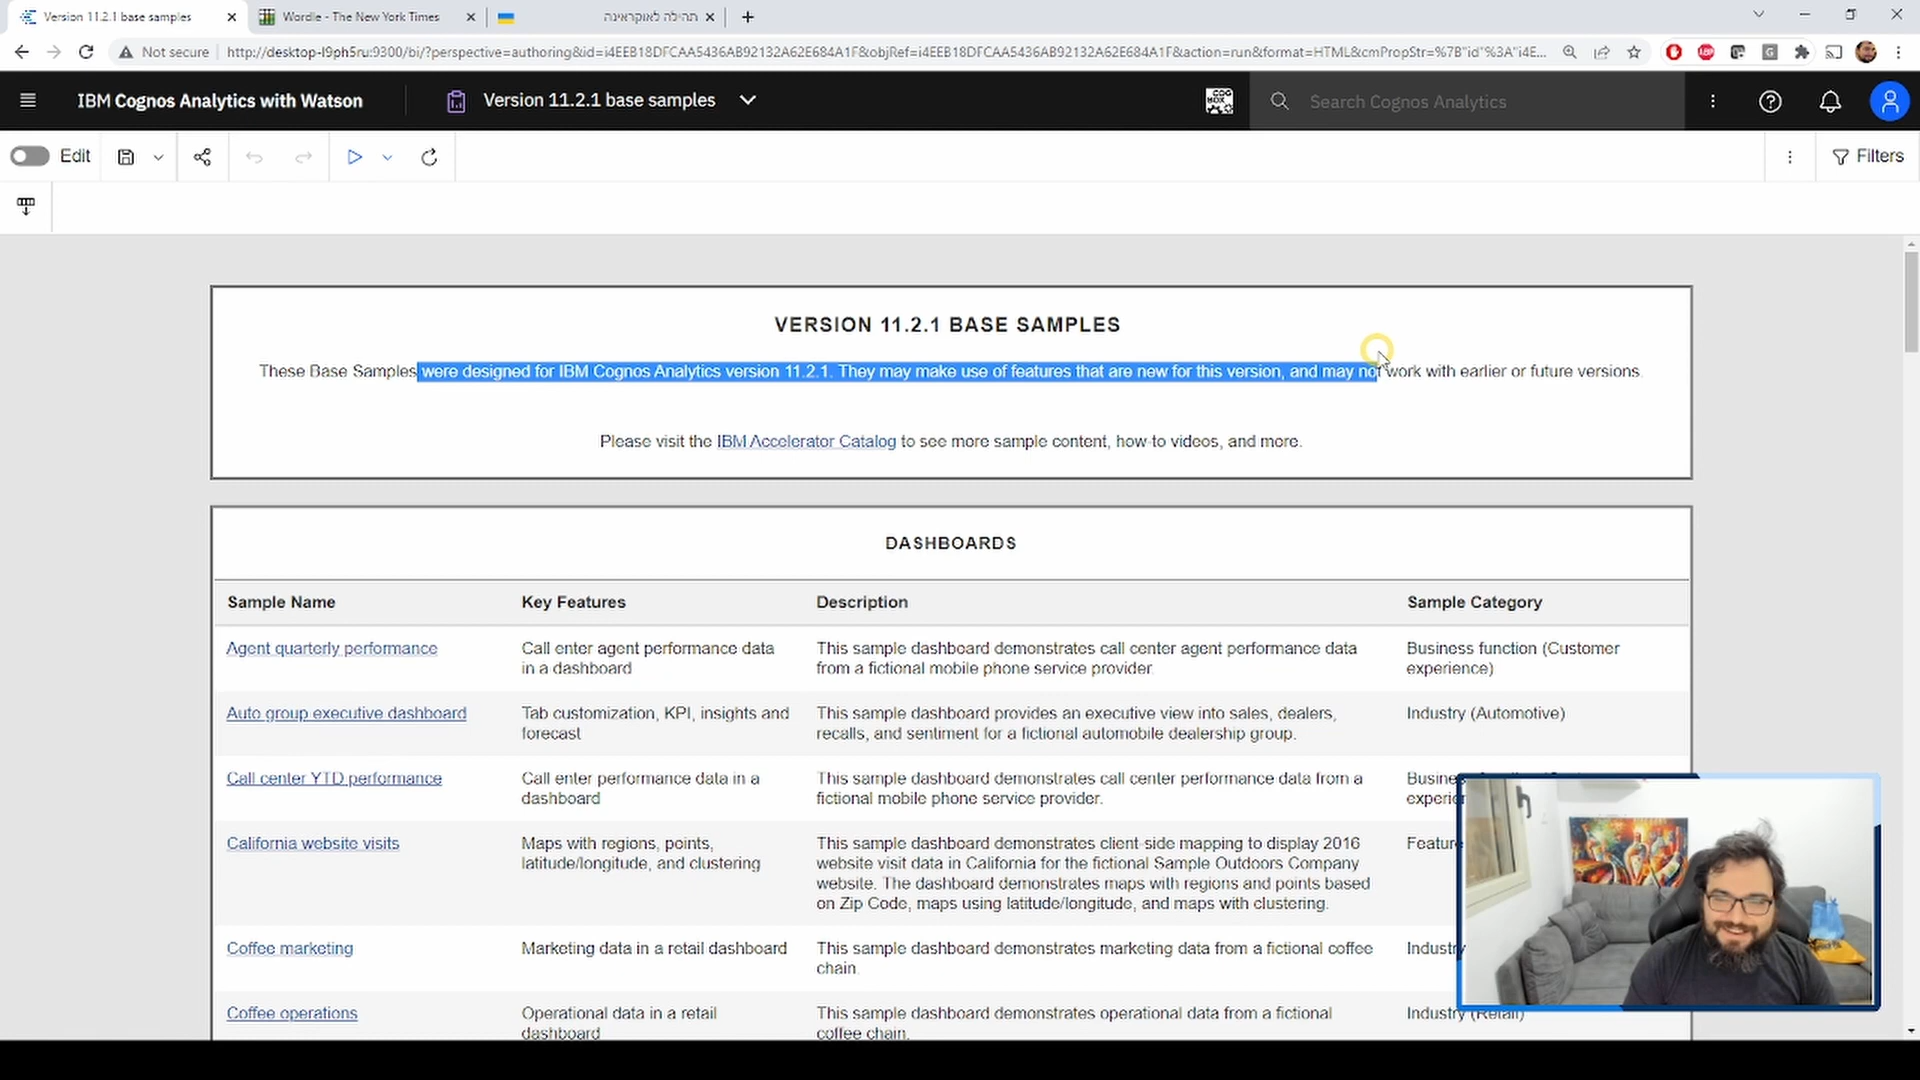 Version 11.2.1 base samples
Wordle - The New York Times
תהילה לאוקראינה
Not secure
http://desktop-l9ph5ru:9300/bi/?perspective=authoring&id=i4EEB18DFCAA5436AB92132A62E684A1F&objRef=i4EEB18DFCAA5436AB92132A62E684A1F&action=run&format=HTML&cmPropStr=%7B"id"%3A"i4E...
IBM Cognos Analytics with Watson
Version 11.2.1 base samples
COG
BOX
Search Cognos Analytics
Edit
Filters
VERSION 11.2.1 BASE SAMPLES
These Base Samples were designed for IBM Cognos Analytics version 11.2.1. They may make use of features that are new for this version, and may not work with earlier or future versions.
Please visit the IBM Accelerator Catalog to see more sample content, how-to videos, and more.
DASHBOARDS
Sample Name Key Features Description Sample Category
Agent quarterly performance Call enter agent performance data This sample dashboard demonstrates call center agent performance data Business function (Customer
in a dashboard from a fictional mobile phone service provider. experience)
Auto group executive dashboard Tab customization, KPI, insights and This sample dashboard provides an executive view into sales, dealers, Industry (Automotive)
forecast recalls, and sentiment for a fictional automobile dealership group.
Call center YTD performance Call enter performance data in a This sample dashboard demonstrates call center performance data from a
dashboard fictional mobile phone service provider.
California website visits Maps with regions, points, This sample dashboard demonstrates client-side mapping to display 2016
latitude/longitude, and clustering website visit data in California for the fictional Sample Outdoors Company
website. The dashboard demonstrates maps with regions and points based
on Zip Code, maps using latitude/longitude, and maps with clustering.
Coffee marketing Marketing data in a retail dashboard This sample dashboard demonstrates marketing data from a fictional coffee Industry
chain.
Coffee operations Operational data in a retail This sample dashboard demonstrates operational data from a fictional Industry (Retail)
dashboard coffee chain.